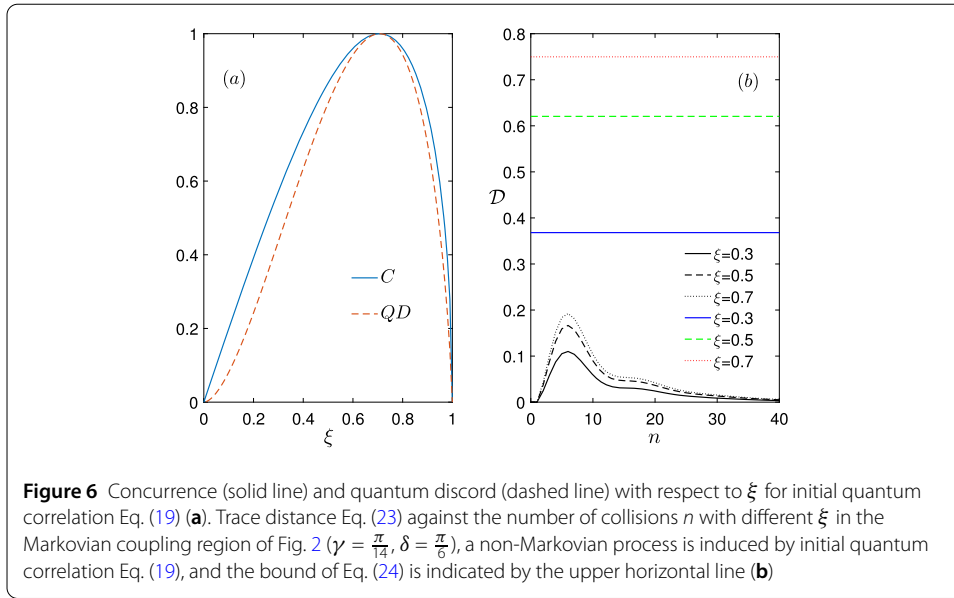 (a)
1
0.8
0.6
0.4
0.2
0
C
QD
0 0.2 0.4 0.6 0.8 1
ξ
(b)
0.8
0.7
0.6
0.5
𝒟
0.4
0.3
0.2
0.1
0
ξ=0.3
ξ=0.5
ξ=0.7
ξ=0.3
ξ=0.5
ξ=0.7
0 10 20 30 40
n
Figure 6 Concurrence (solid line) and quantum discord (dashed line) with respect to ξ for initial quantum
correlation Eq. (19) (a). Trace distance Eq. (23) against the number of collisions n with different ξ in the
Markovian coupling region of Fig. 2 (γ = π/14, δ = π/6), a non-Markovian process is induced by initial quantum
correlation Eq. (19), and the bound of Eq. (24) is indicated by the upper horizontal line (b)